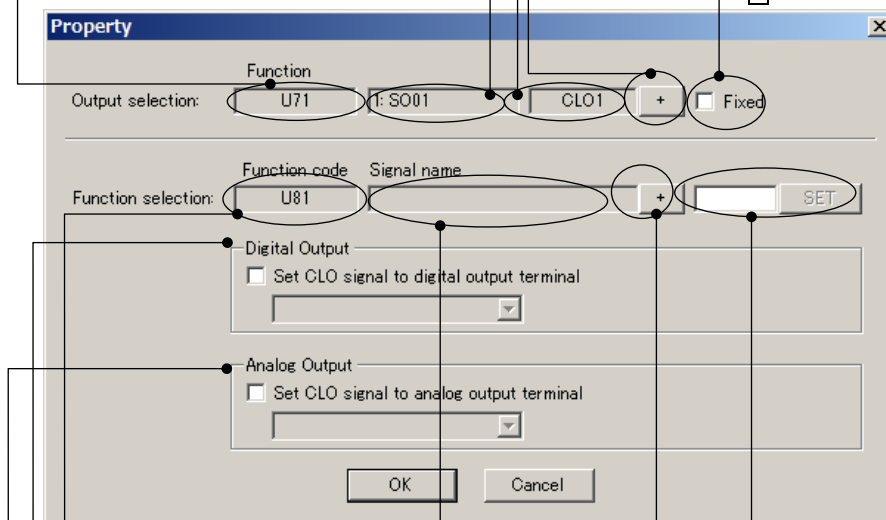 Property
Function
Output selection: U71 1: SO01 CLO1 + Fixed
Function code Signal name
Function selection: U81 + SET
Digital Output
Set CLO signal to digital output terminal
Analog Output
Set CLO signal to analog output terminal
OK Cancel